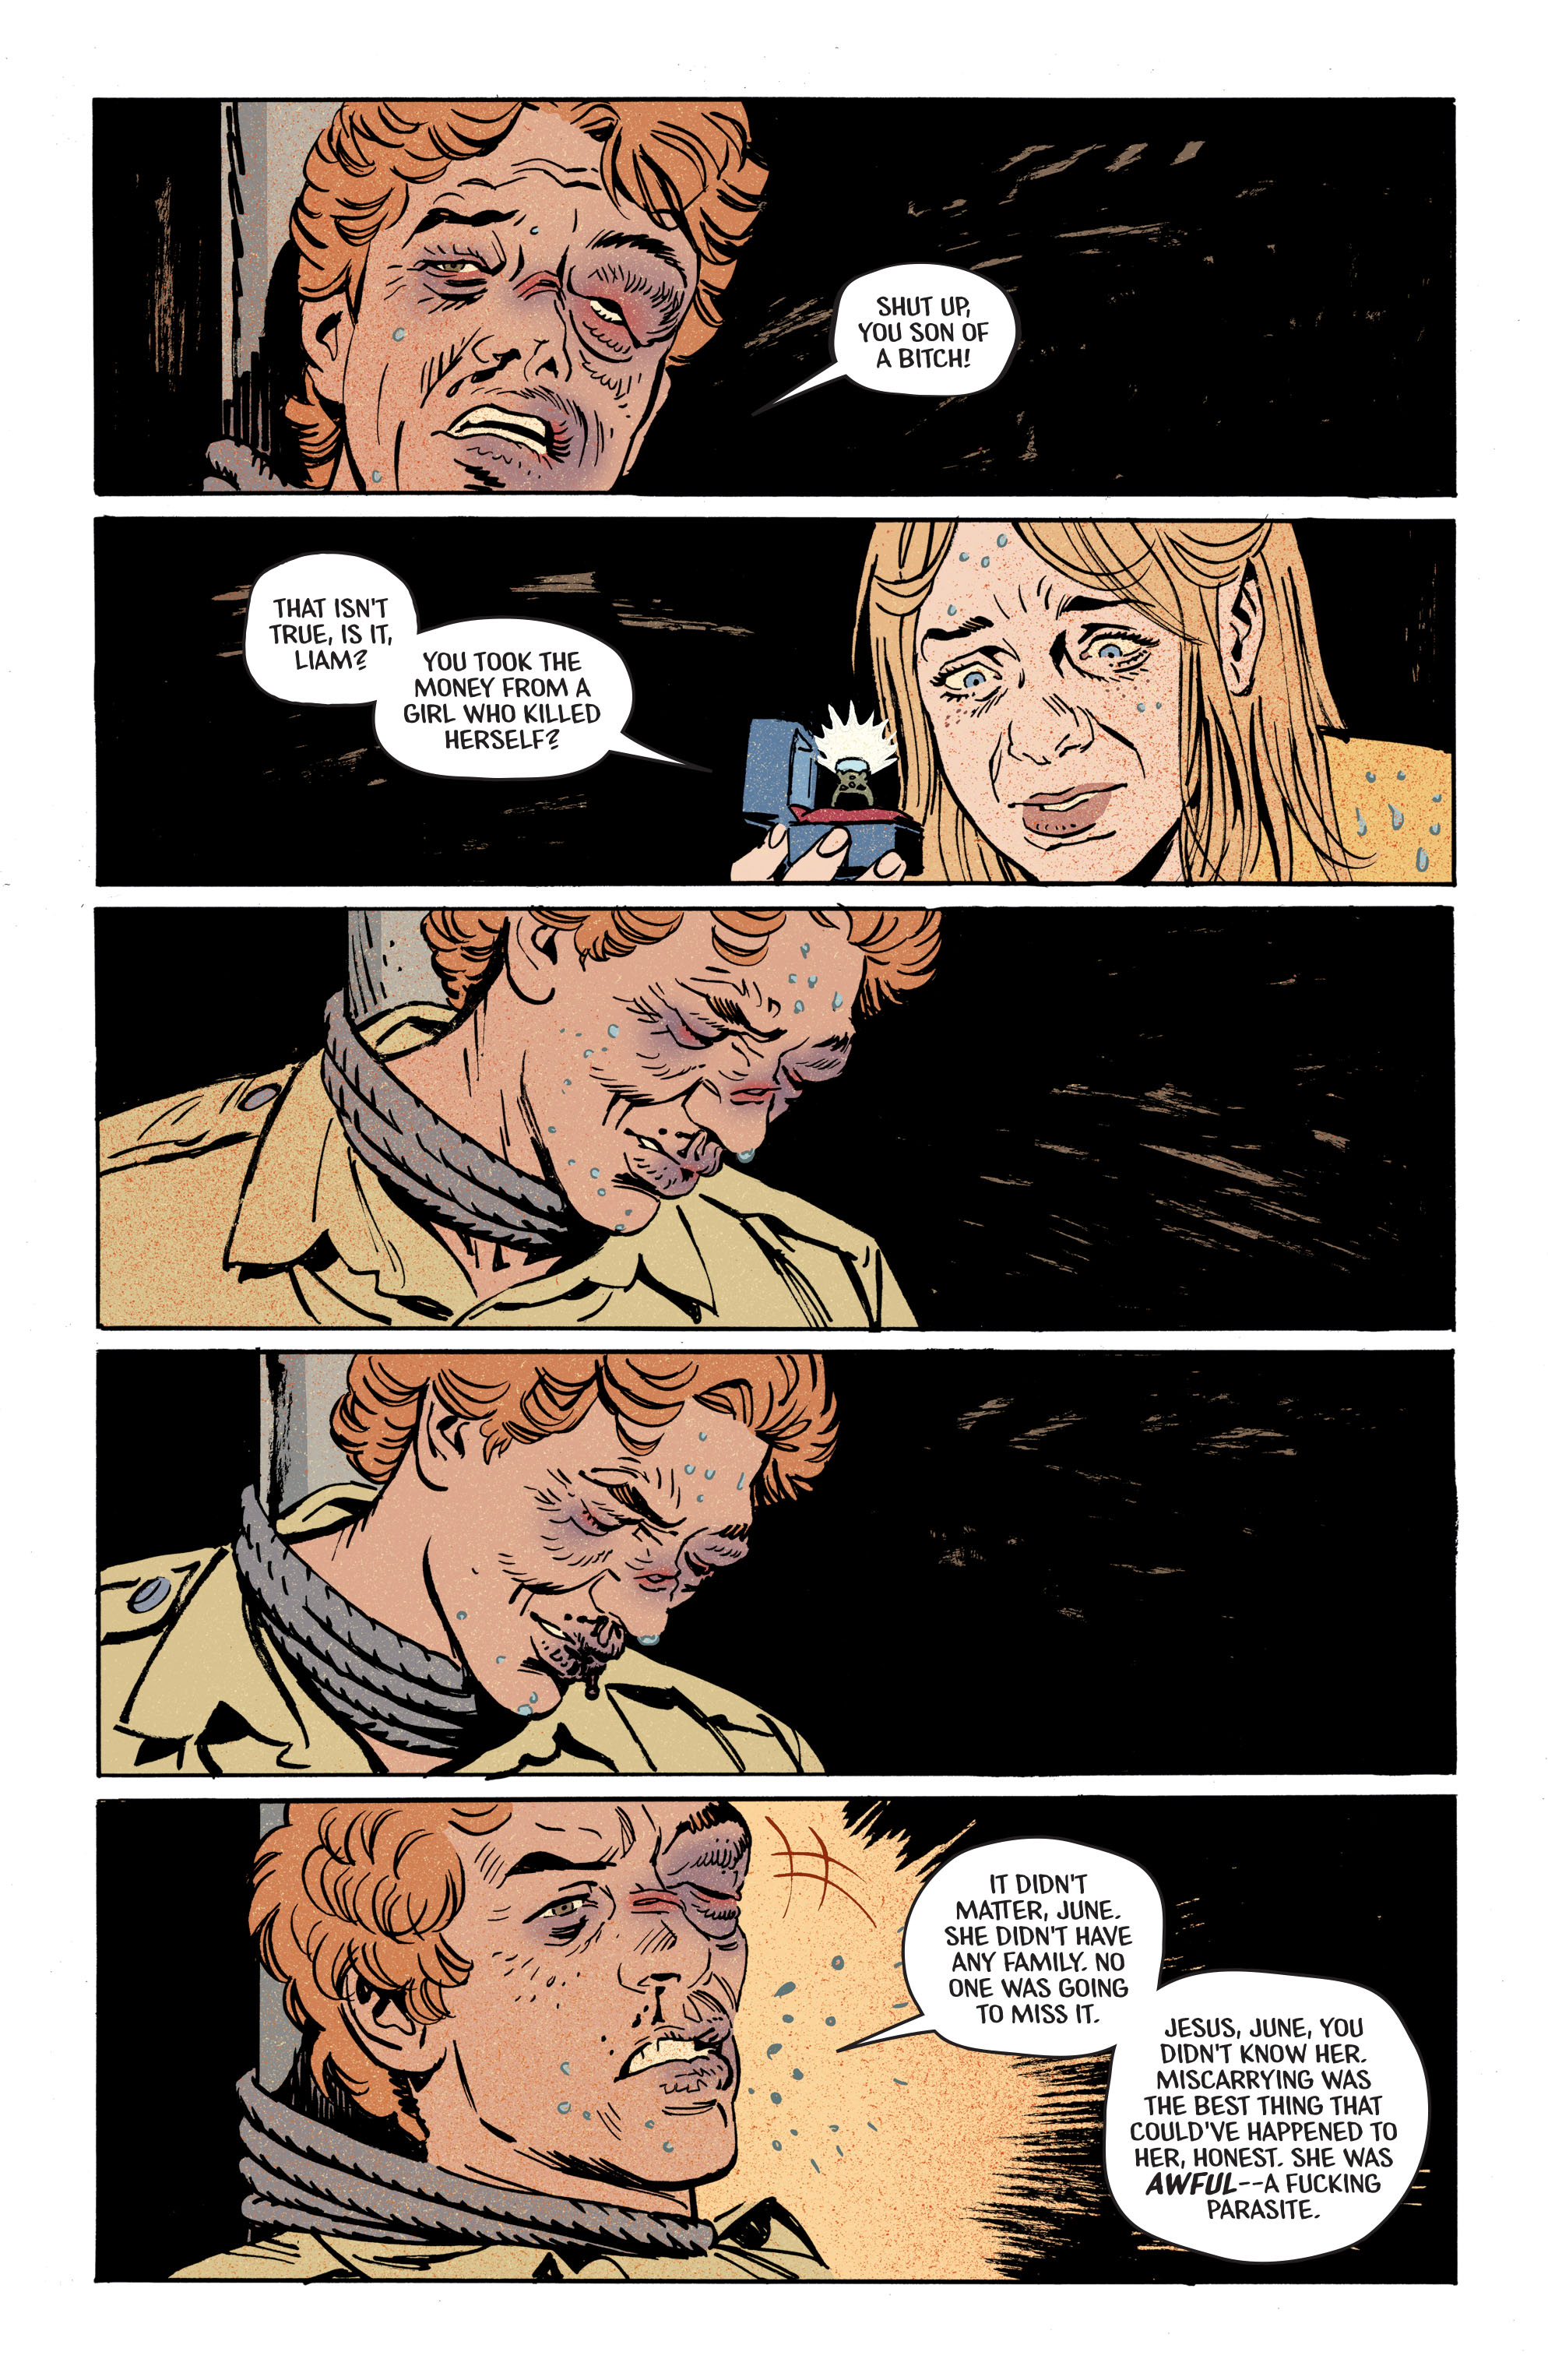 SHUT UP,
YOU SON OF
A BITCH!
THAT ISN'T
TRUE, IS IT,
LIAM?
YOU TOOK THE
MONEY FROM A
GIRL WHO KILLED
HERSELF?
IT DIDN'T
MATTER, JUNE.
SHE DIDN'T HAVE
ANY FAMILY. NO
ONE WAS GOING
TO MISS IT.
JESUS, JUNE, YOU
DIDN'T KNOW HER.
MISCARRYING WAS
THE BEST THING THAT
COULD'VE HAPPENED TO
HER, HONEST. SHE WAS
AWFUL--A FUCKING
PARASITE.